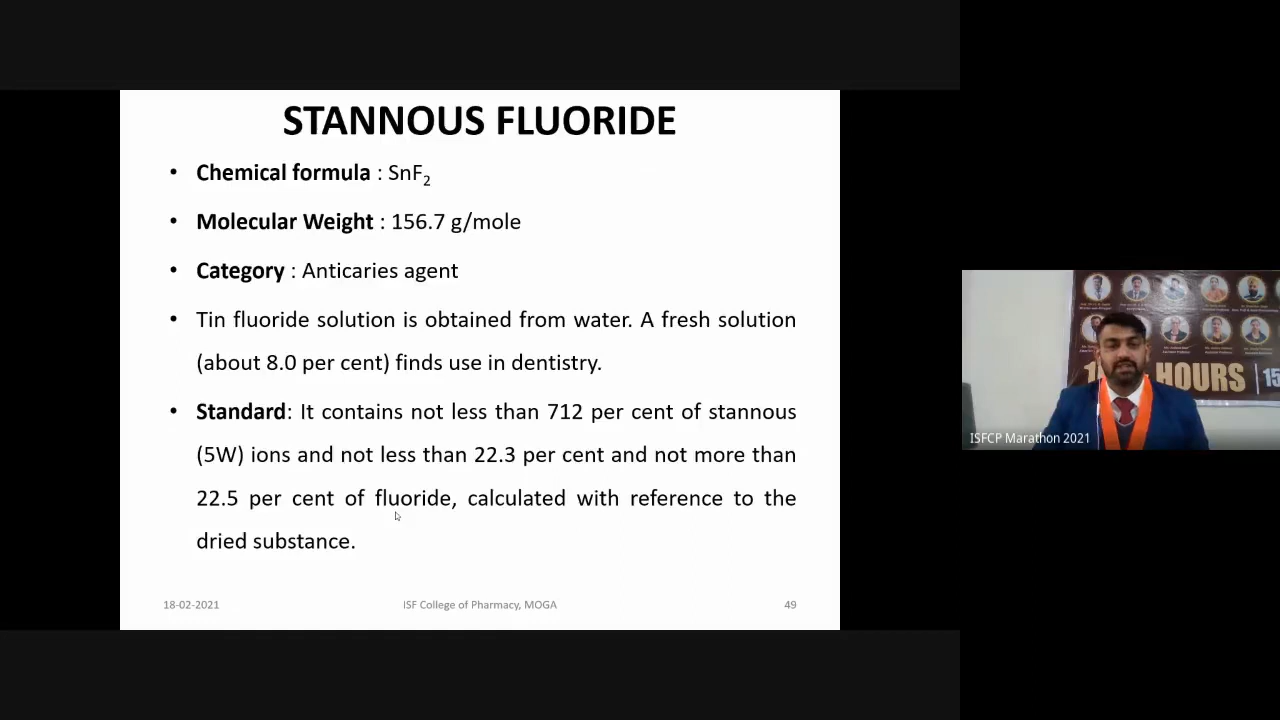 STANNOUS FLUORIDE
• Chemical formula : SnF2
• Molecular Weight : 156.7 g/mole
• Category : Anticaries agent
• Tin fluoride solution is obtained from water. A fresh solution
(about 8.0 per cent) finds use in dentistry.
• Standard: It contains not less than 712 per cent of stannous
(5W) ions and not less than 22.3 per cent and not more than
22.5 per cent of fluoride, calculated with reference to the
dried substance.
18-02-2021
ISF College of Pharmacy, MOGA
49
HOURS
15
ISFCP Marathon 2021